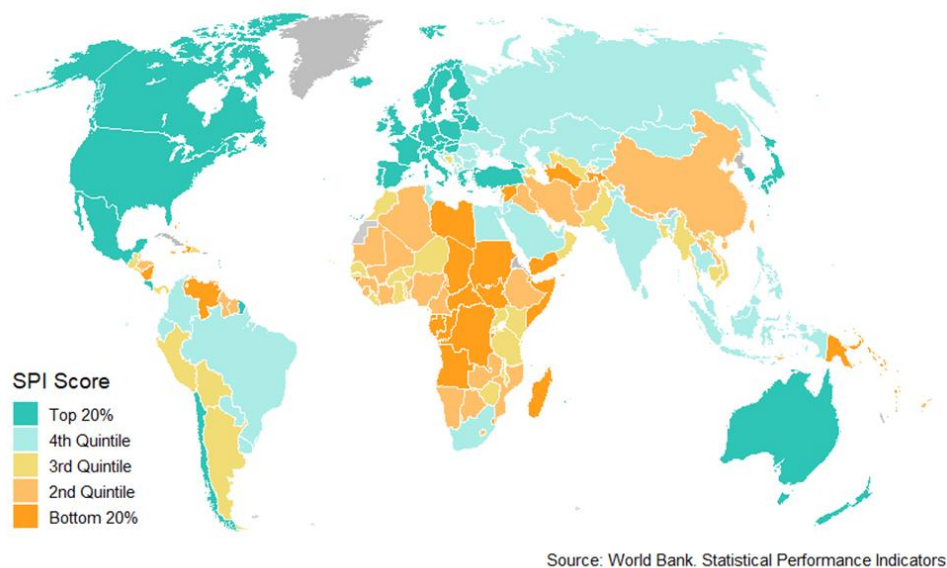 SPI Score
Top 20%
4th Quintile
3rd Quintile
2nd Quintile
Bottom 20%
Source: World Bank. Statistical Performance Indicators